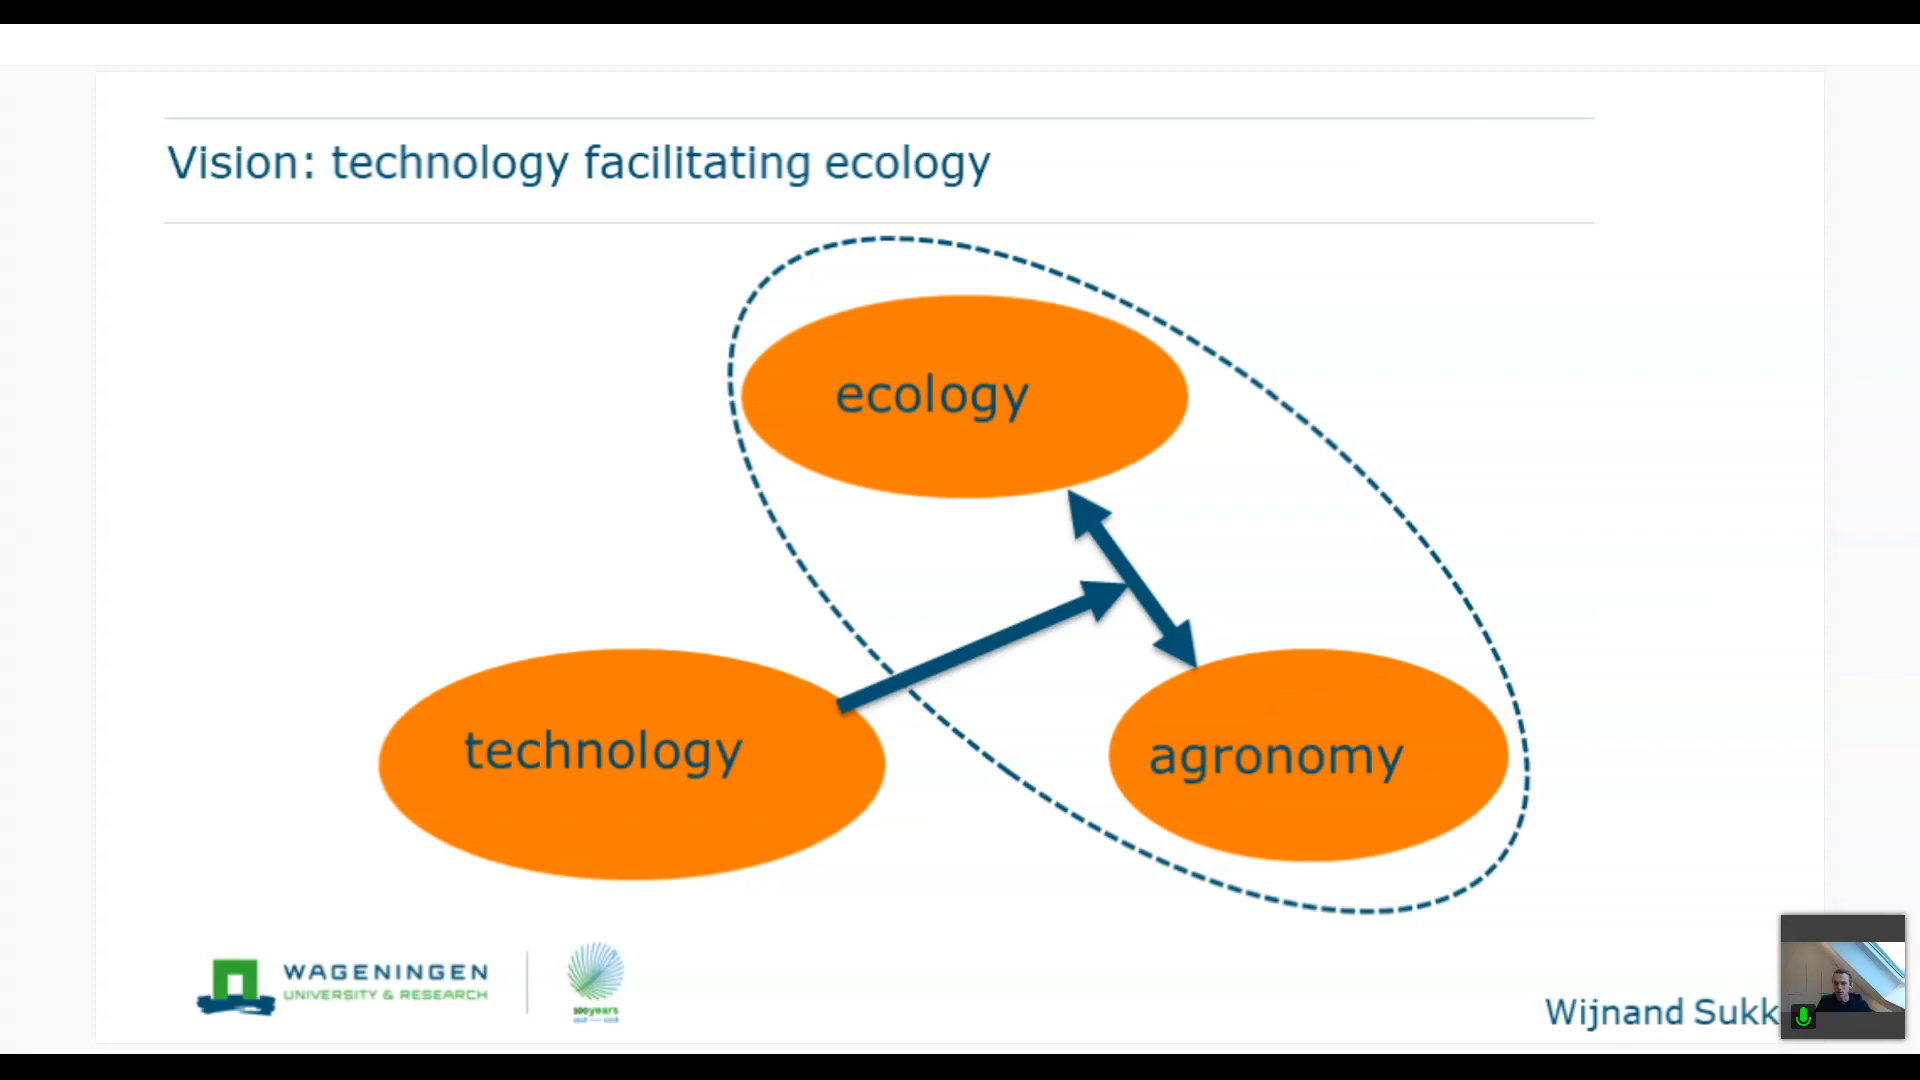 Vision: technology facilitating ecology
ecology
technology
agronomy
WAGENINGEN
UNIVERSITY & RESEARCH
100years
Wijnand Sukk